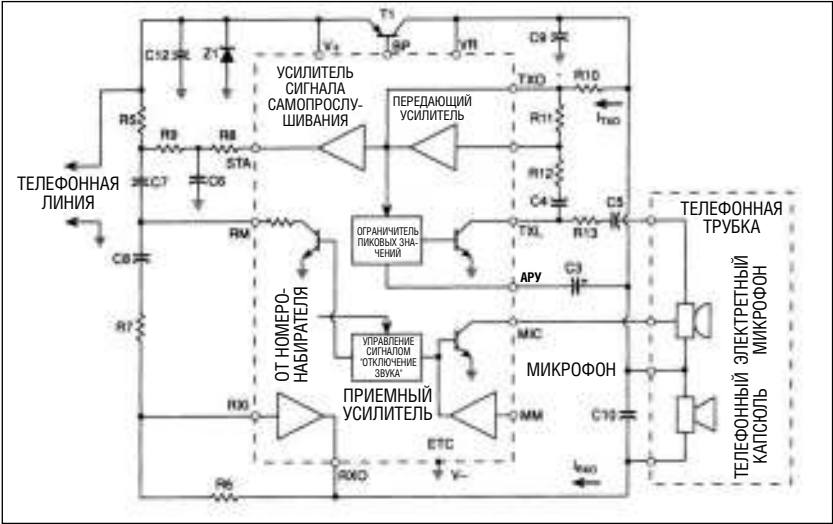 T1
C12
Z1
V+
BP
VR
C9
УСИЛИТЕЛЬ
СИГНАЛА
САМОПРОСЛУ-
ШИВАНИЯ
ПЕРЕДАЮЩИЙ
УСИЛИТЕЛЬ
TXO
R10
R5
R11
R9
R8
STA
ТЕЛЕФОННАЯ
ЛИНИЯ
C7
C6
R12
C4
C5
ТЕЛЕФОННАЯ
ТРУБКА
RM
ОГРАНИЧИТЕЛЬ
ПИКОВЫХ ЗНА-
ЧЕНИЙ
TXL
R13
C8
АРУ
C3
R7
ОТ НОМЕРО-
НАБИРАТЕЛЯ
УПРАВЛЕНИЕ
СИГНАЛОМ
"ОТКЛЮЧЕНИЕ
ЗВУКА"
MIC
ЭЛЕКТРЕТНЫЙ
МИКРОФОН
МИКРОФОН
ПРИЕМНЫЙ
УСИЛИТЕЛЬ
RXI
MM
C10
ТЕЛЕФОННЫЙ
КАПСЮЛЬ
ETC
V–
RXO
R6